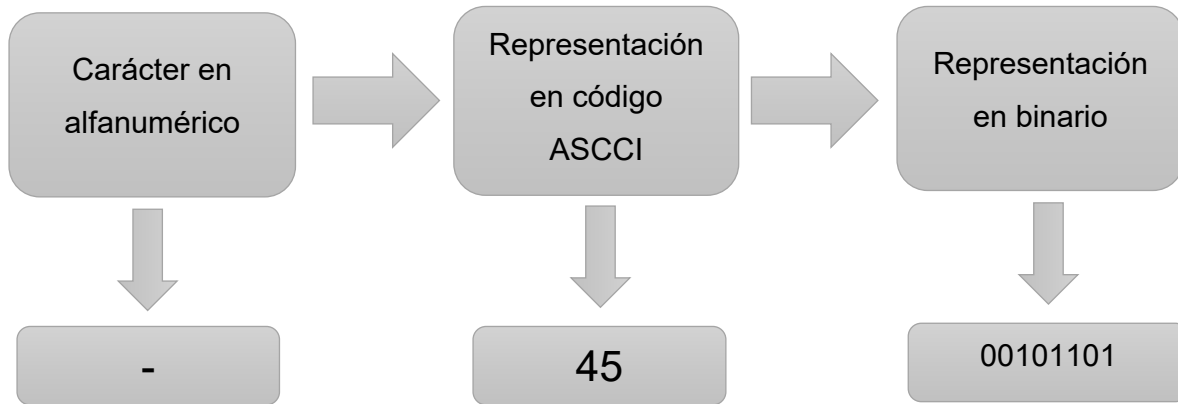 Carácter en
alfanumérico
Representación
en código
ASCCI
Representación
en binario
-
45
00101101